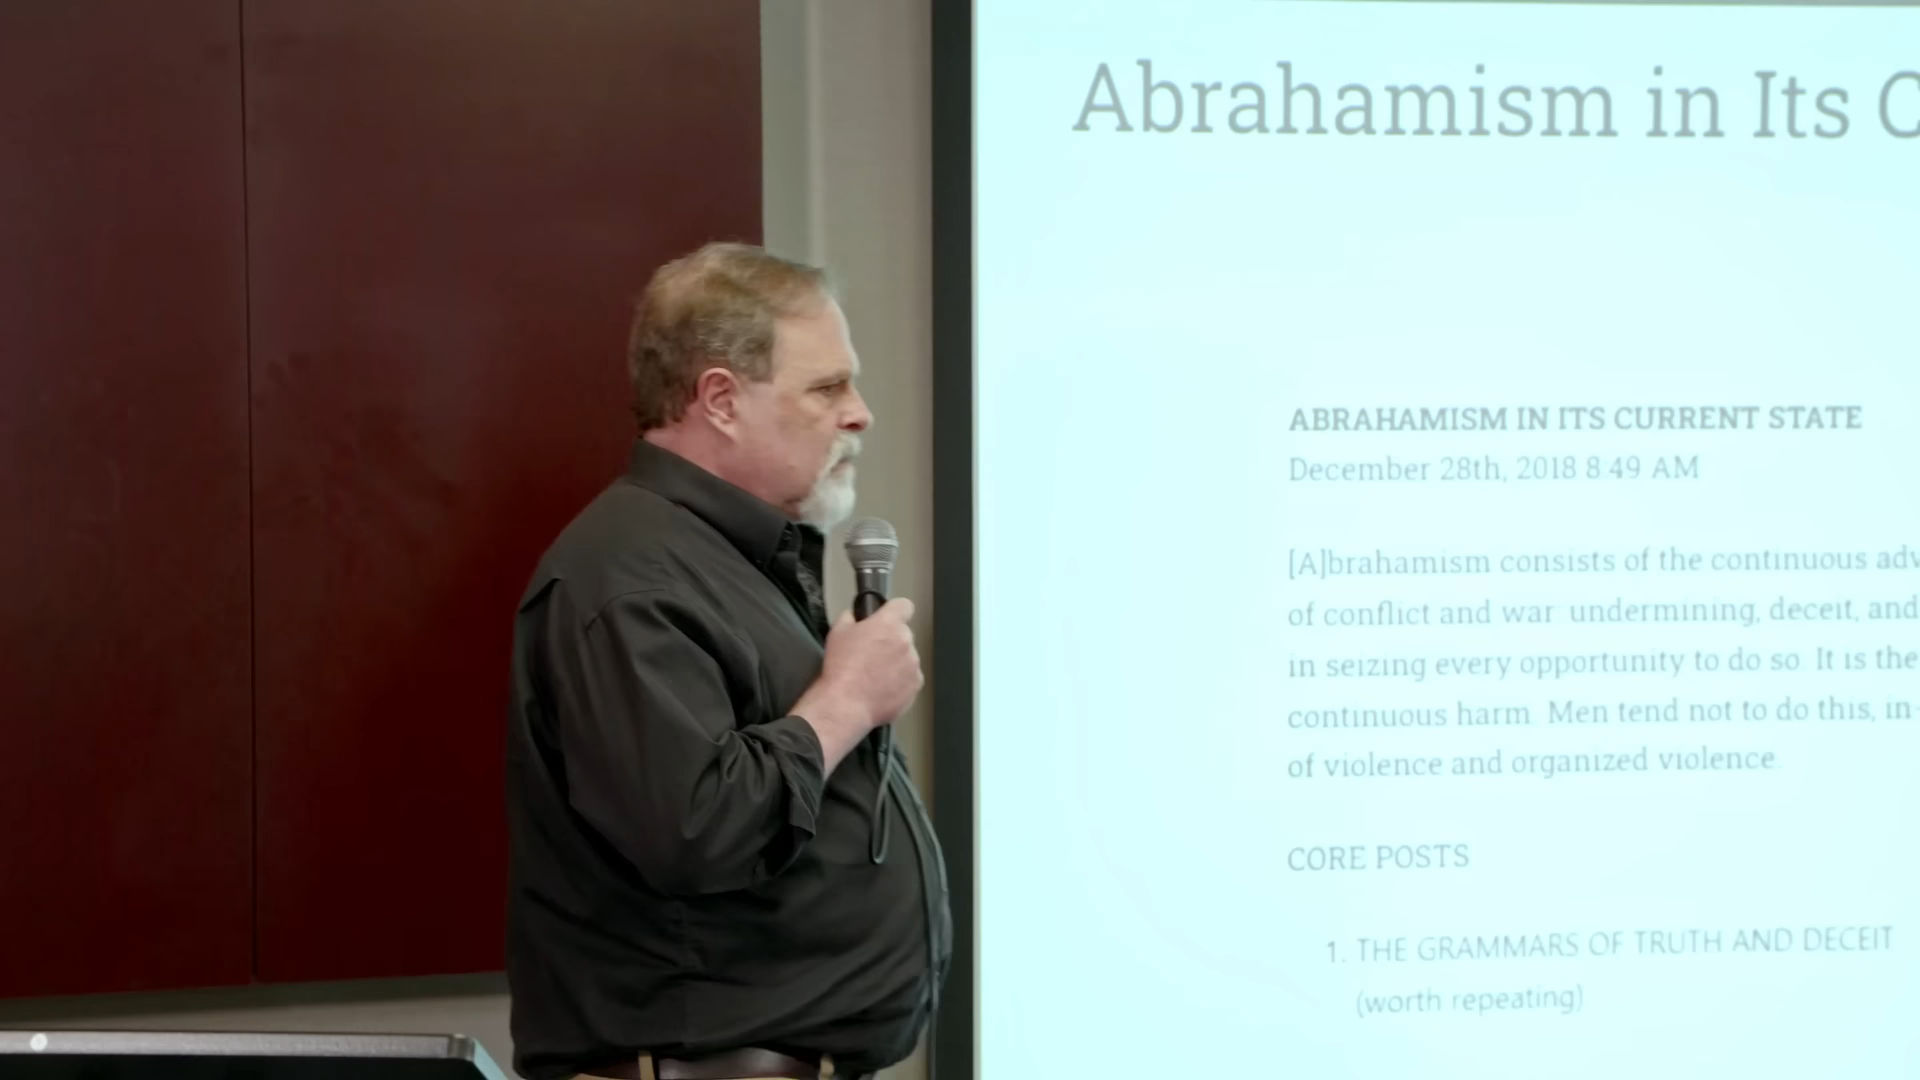 Abrahamism in Its C
ABRAHAMISM IN ITS CURRENT STATE
December 28th, 2018 8:49 AM
[A]brahamism consists of the continuous adv
of conflict and war: undermining, deceit, and
in seizing every opportunity to do so. It is the
continuous harm. Men tend not to do this, in-
of violence and organized violence.
CORE POSTS
1. THE GRAMMARS OF TRUTH AND DECEIT
(worth repeating)